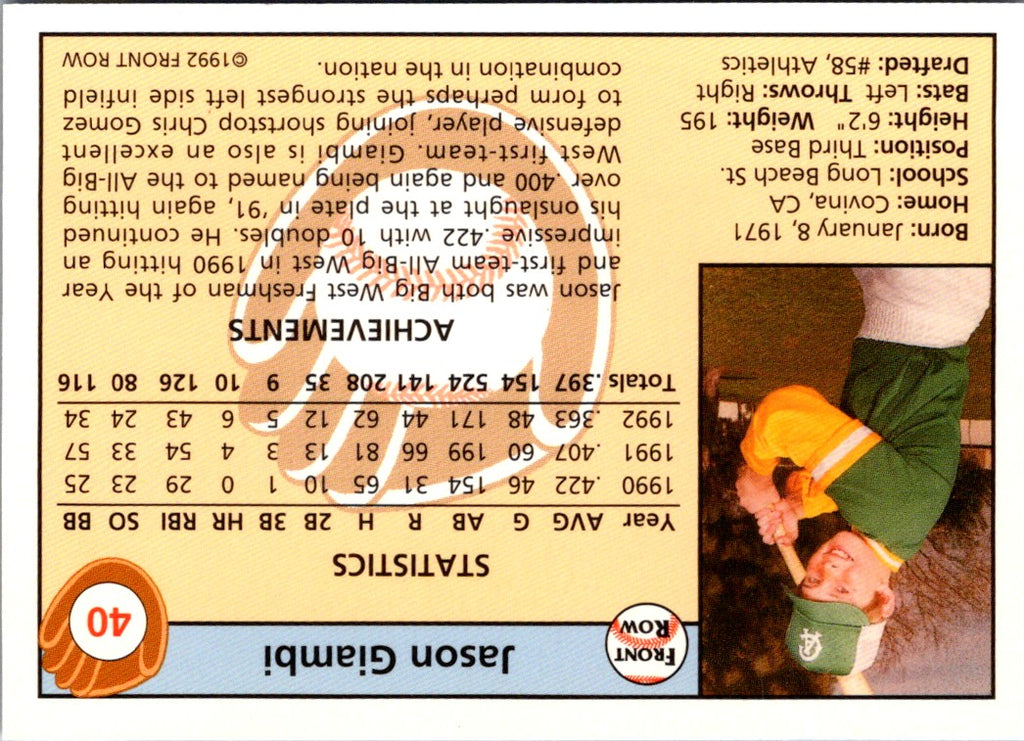 FRONT
ROW
Jason Giambi
40
STATISTICS
Year AVG G AB R H 2B 3B HR RBI SO BB
1990 .422 46 154 31 65 10 1 0 29 23 25
1991 .407 60 199 66 81 13 3 4 54 33 57
1992 .363 48 171 44 62 12 5 6 43 24 34
Totals .397 154 524 141 208 35 9 10 126 80 116
ACHIEVEMENTS
Jason was both Big West Freshman of the Year
and first-team All-Big West in 1990 hitting an
impressive .422 with 10 doubles. He continued
his onslaught at the plate in '91, again hitting
over .400 and again being named to the All-Big
West first-team. Giambi is also an excellent
defensive player, joining shortstop Chris Gomez
to form perhaps the strongest left side infield
combination in the nation.
©1992 FRONT ROW
Born: January 8, 1971
Home: Covina, CA
School: Long Beach St.
Position: Third Base
Height: 6'2" Weight: 195
Bats: Left Throws: Right
Drafted: #58, Athletics